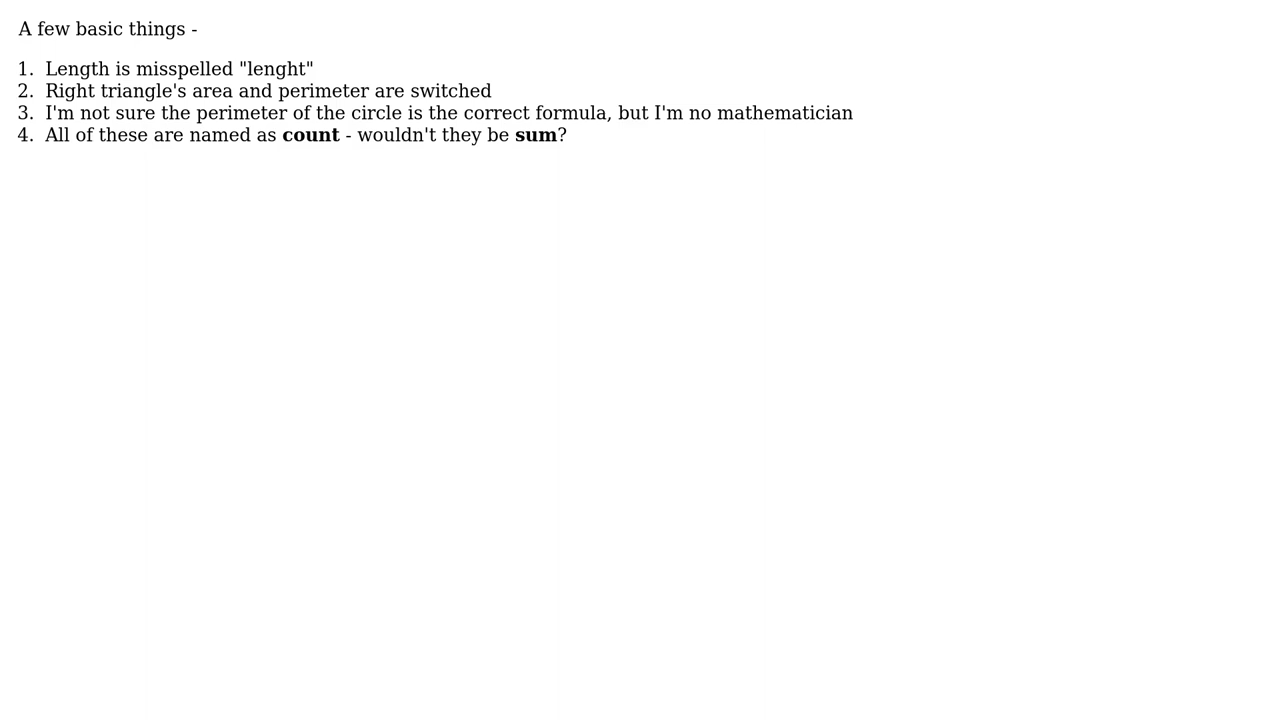 A few basic things -
1. Length is misspelled "lenght"
2. Right triangle's area and perimeter are switched
3. I'm not sure the perimeter of the circle is the correct formula, but I'm no mathematician
4. All of these are named as count - wouldn't they be sum?